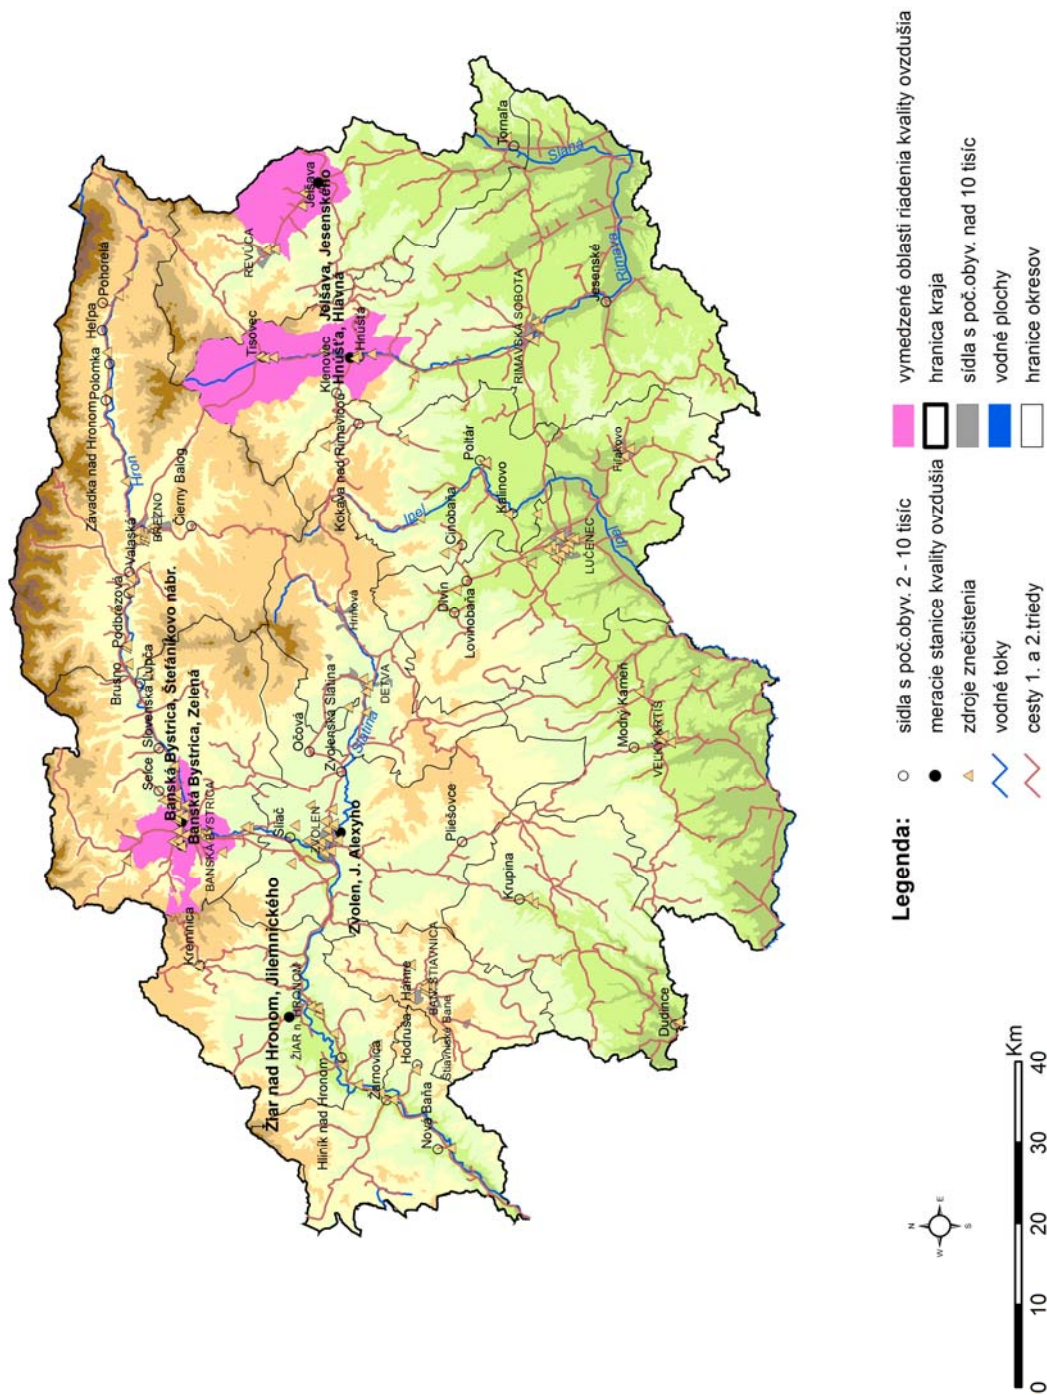 Závadka nad Hronom
Polomka
Heľpa
Pohorelá
Hron
Brusno
Podbrezová
Valaská
BREZNO
Čierny Balog
Selce
Slovenská Ľupča
Banská Bystrica, Štefánikovo nábr.
Banská Bystrica, Zelená
BANSKÁ BYSTRICA
Kremnica
Tisovec
REVÚCA
Jelšava
Jelšava, Jesenského
Klenovec
Hnúšťa, Hlavná
Hnúšťa
Kokava nad Rimavicou
Sliač
ZVOLEN
Zvolen, J. Alexyho
Očová
Zvolenská Slatina
Slatina
DETVA
Hriňová
Žiar nad Hronom, Jilemnického
ŽIAR n. HRONOM
Hliník nad Hronom
Žarnovica
Hodruša - Hámre
BAN. ŠTIAVNICA
Štiavnické Bane
Nová Baňa
Pliešovce
Krupina
Dudince
Divín
Lovinobaňa
Cinobaňa
Ipeľ
Poltár
Kalinovo
LUČENEC
Ipeľ
Fiľakovo
Modrý Kameň
VEĽKÝ KRTÍŠ
RIMAVSKÁ SOBOTA
Jesenské
Rimava
Tornaľa
Slaná
Legenda:
sídla s poč.obyv. 2 - 10 tisíc
meracie stanice kvality ovzdušia
zdroje znečistenia
vodné toky
cesty 1. a 2.triedy
vymedzené oblasti riadenia kvality ovzdušia
hranica kraja
sídla s poč.obyv. nad 10 tisíc
vodné plochy
hranice okresov
N
W
E
S
0
10
20
30
40
Km